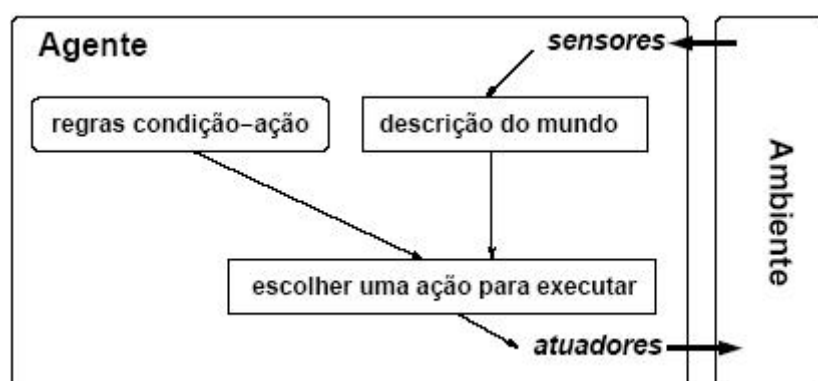 Agente
sensores
regras condição–ação
descrição do mundo
Ambiente
escolher uma ação para executar
atuadores